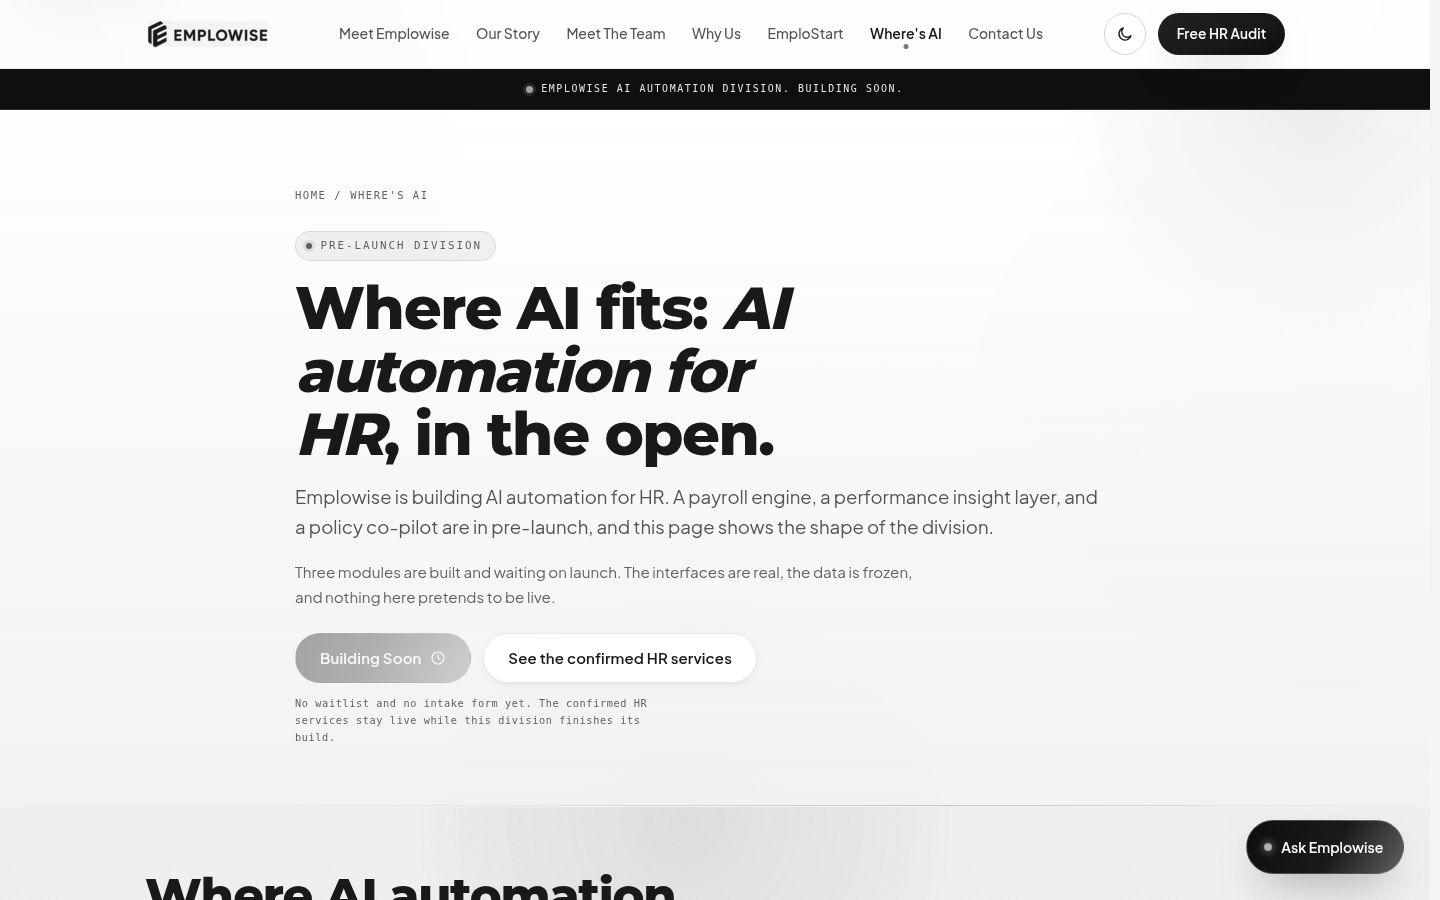 EMPLOWISE
Meet Emplowise
Our Story
Meet The Team
Why Us
EmploStart
Where's AI
Contact Us
Free HR Audit
EMPLOWISE AI AUTOMATION DIVISION. BUILDING SOON.
HOME / WHERE'S AI
PRE-LAUNCH DIVISION
Where AI fits: AI
automation for
HR, in the open.
Emplowise is building AI automation for HR. A payroll engine, a performance insight layer, and
a policy co-pilot are in pre-launch, and this page shows the shape of the division.
Three modules are built and waiting on launch. The interfaces are real, the data is frozen,
and nothing here pretends to be live.
Building Soon
See the confirmed HR services
No waitlist and no intake form yet. The confirmed HR
services stay live while this division finishes its
build.
Ask Emplowise
Where AI automation